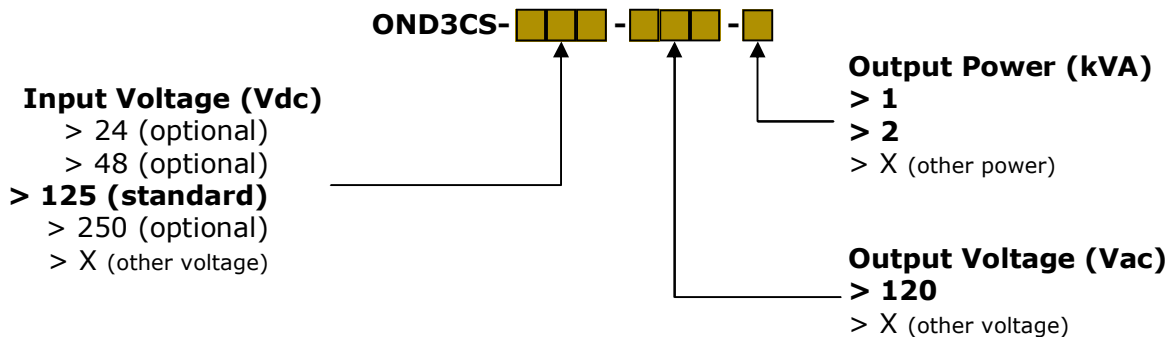 OND3CS- - -
Input Voltage (Vdc)
> 24 (optional)
> 48 (optional)
> 125 (standard)
> 250 (optional)
> X (other voltage)
Output Power (kVA)
> 1
> 2
> X (other power)
Output Voltage (Vac)
> 120
> X (other voltage)